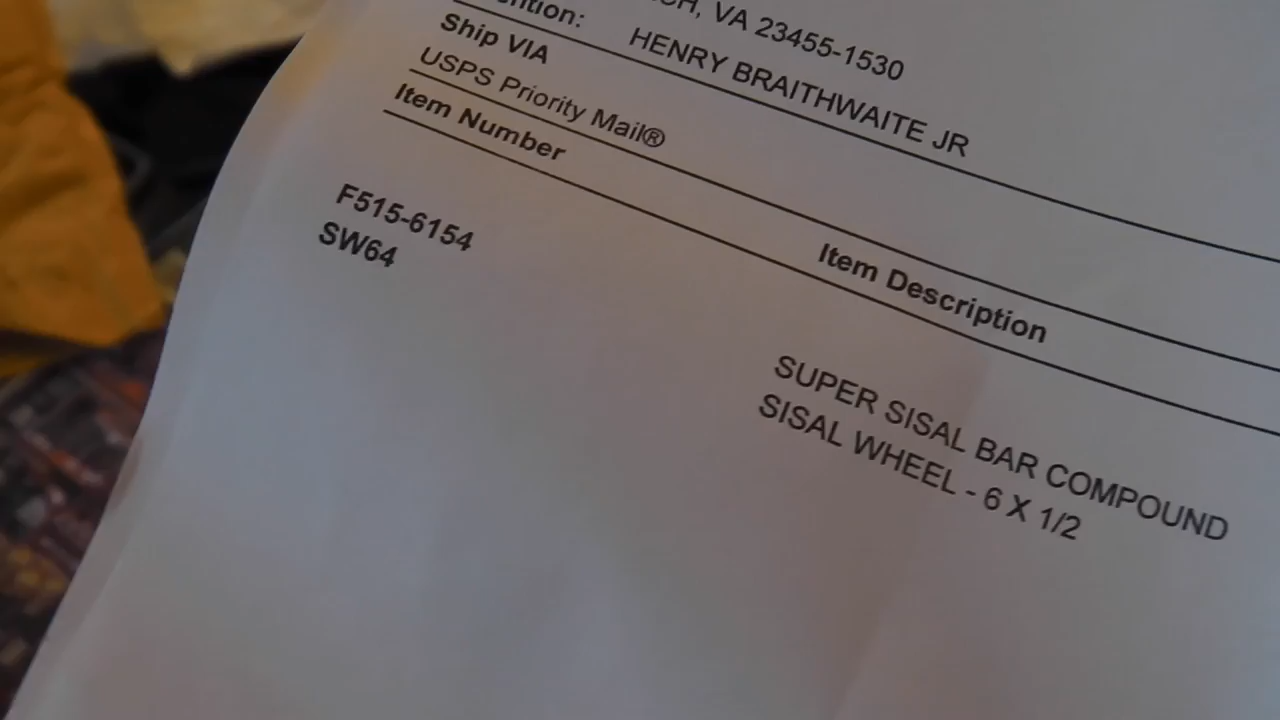 VA 23455-1530
HENRY BRAITHWAITE JR
Ship VIA
USPS Priority Mail®
Item Number
Item Description
F515-6154
SW64
SUPER SISAL BAR COMPOUND
SISAL WHEEL - 6 X 1/2